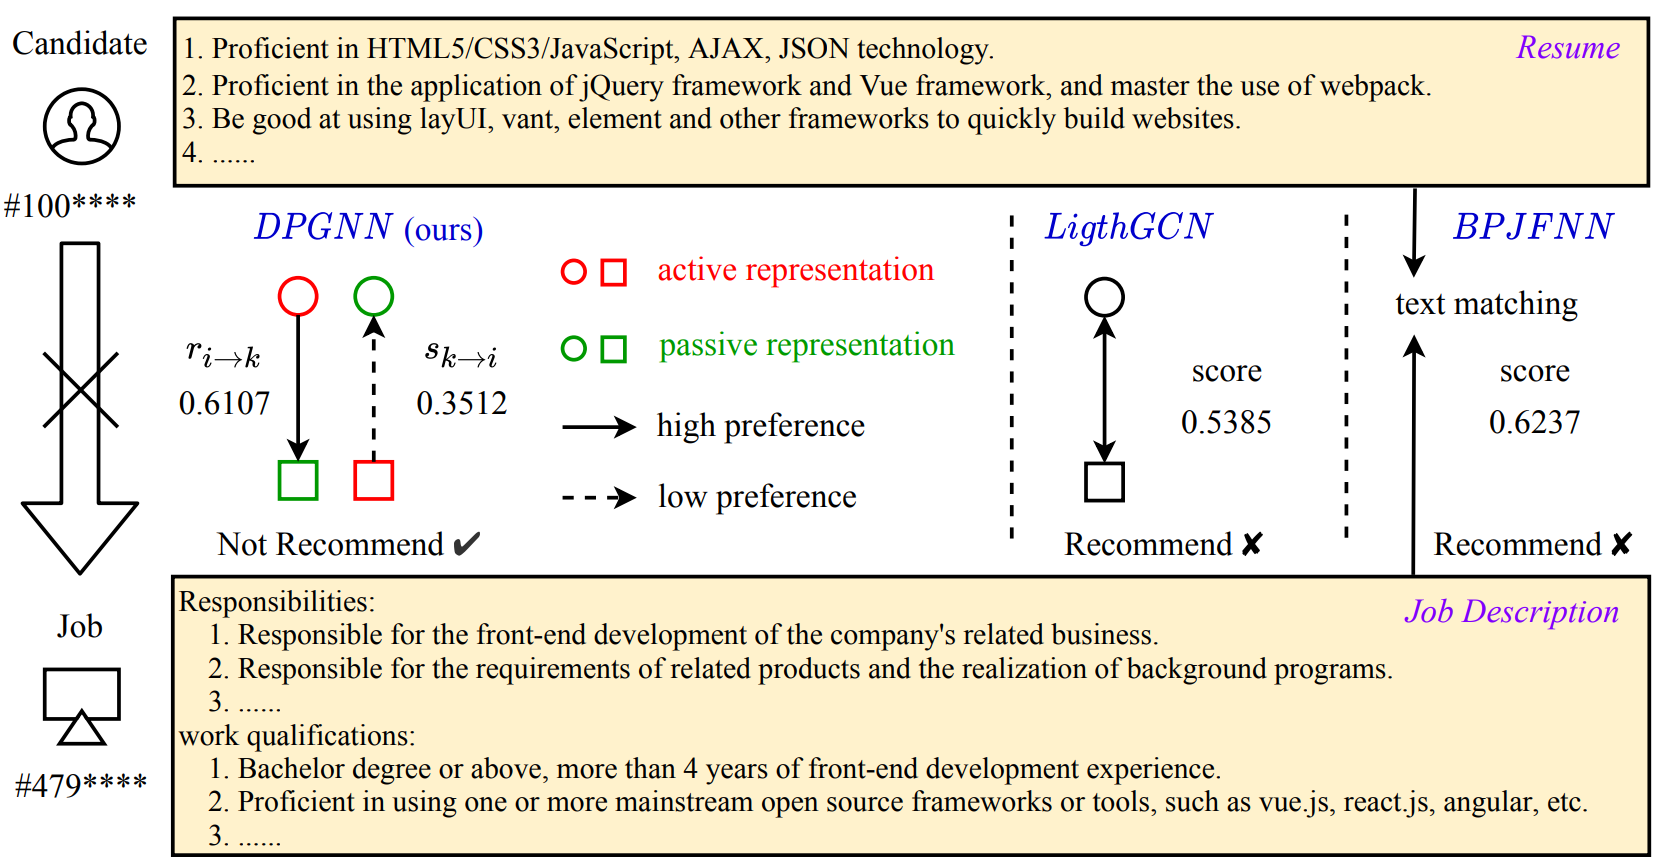 Candidate
#100****
Resume
1. Proficient in HTML5/CSS3/JavaScript, AJAX, JSON technology.
2. Proficient in the application of jQuery framework and Vue framework, and master the use of webpack.
3. Be good at using layUI, vant, element and other frameworks to quickly build websites.
4. ......
DPGNN (ours)
r_{i→k}
0.6107
s_{k→i}
0.3512
Not Recommend ✔
active representation
passive representation
high preference
low preference
LigthGCN
score
0.5385
Recommend ✘
BPJFNN
text matching
score
0.6237
Recommend ✘
Job
#479****
Job Description
Responsibilities:
1. Responsible for the front-end development of the company's related business.
2. Responsible for the requirements of related products and the realization of background programs.
3. ......
work qualifications:
1. Bachelor degree or above, more than 4 years of front-end development experience.
2. Proficient in using one or more mainstream open source frameworks or tools, such as vue.js, react.js, angular, etc.
3. ......